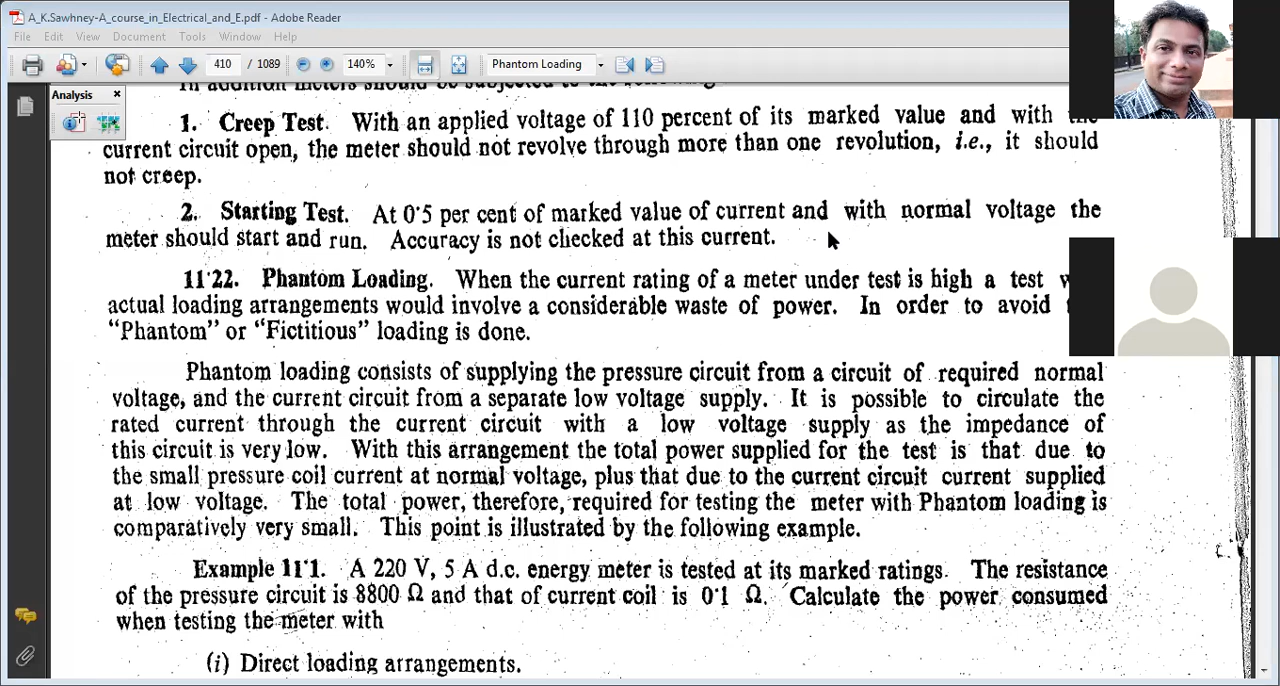 A_K.Sawhney-A_course_in_Electrical_and_E.pdf - Adobe Reader
File Edit View Document Tools Window Help
410 / 1089 140% Phantom Loading
Analysis
In addition meters should be subjected to the following
1. Creep Test. With an applied voltage of 110 percent of its marked value and with the
current circuit open, the meter should not revolve through more than one revolution, i.e., it should
not creep.
2. Starting Test. At 0·5 per cent of marked value of current and with normal voltage the
meter should start and run. Accuracy is not checked at this current.
11·22. Phantom Loading. When the current rating of a meter under test is high a test
actual loading arrangements would involve a considerable waste of power. In order to avoid
"Phantom" or "Fictitious" loading is done.
Phantom loading consists of supplying the pressure circuit from a circuit of required normal
voltage, and the current circuit from a separate low voltage supply. It is possible to circulate the
rated current through the current circuit with a low voltage supply as the impedance of
this circuit is very low. With this arrangement the total power supplied for the test is that due to
the small pressure coil current at normal voltage, plus that due to the current circuit current supplied
at low voltage. The total power, therefore, required for testing the meter with Phantom loading is
comparatively very small. This point is illustrated by the following example.
Example 11·1. A 220 V, 5 A d.c. energy meter is tested at its marked ratings. The resistance
of the pressure circuit is 8800 Ω and that of current coil is 0·1 Ω. Calculate the power consumed
when testing the meter with
(i) Direct loading arrangements.